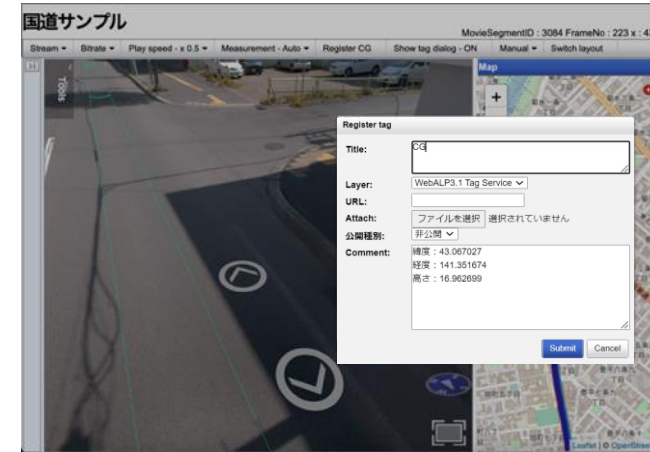 国道サンプル
MovieSegmentID : 3084 FrameNo : 223 x : 4
Stream Bitrate Play speed - x 0.5 Measurement - Auto Register CG Show tag dialog - ON Manual Switch layout
Tools
Map
+
Register tag
Title: CG
Layer: WebALP3.1 Tag Service
URL:
Attach: ファイルを選択 選択されていません
公開種別: 非公開
Comment: 緯度：43.067027
経度：141.351674
高さ：16.962699
Submit Cancel
Leaflet | © OpenStree